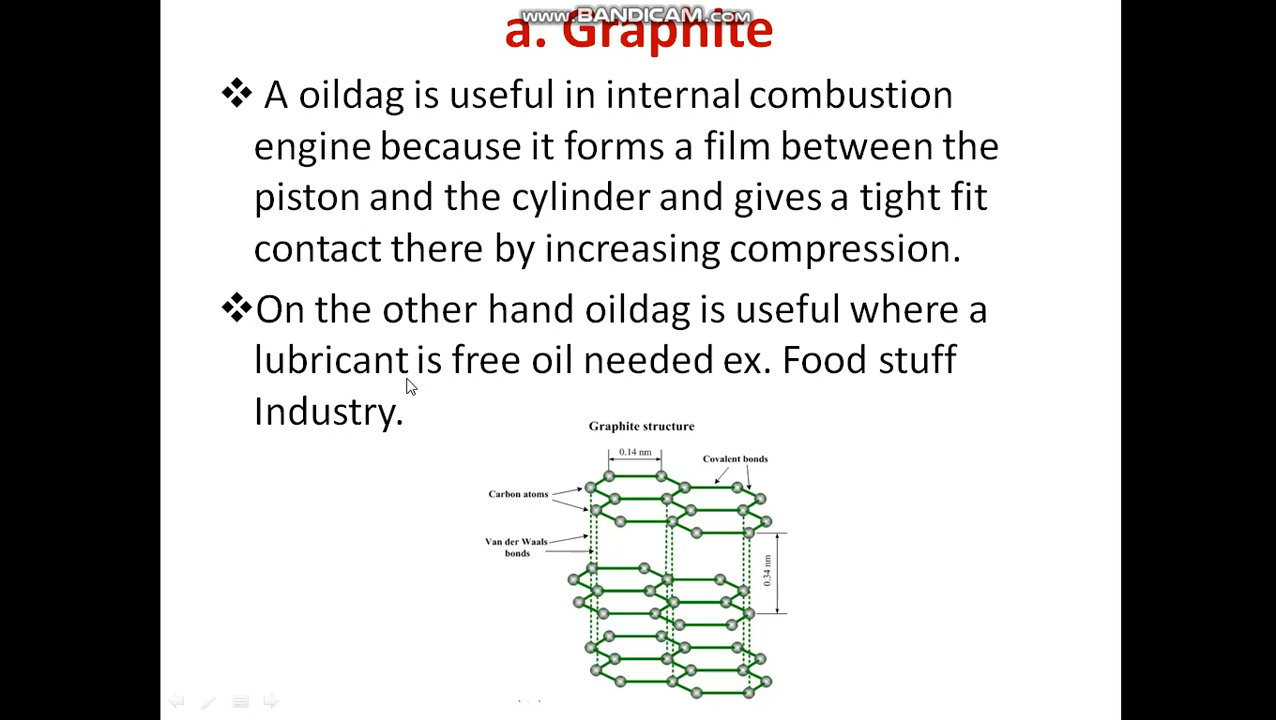 www.BANDICAM.com
a. Graphite
❖ A oildag is useful in internal combustion
engine because it forms a film between the
piston and the cylinder and gives a tight fit
contact there by increasing compression.
❖On the other hand oildag is useful where a
lubricant is free oil needed ex. Food stuff
Industry.
Graphite structure
0.14 nm
Covalent bonds
Carbon atoms
Van der Waals
bonds
0.34 nm